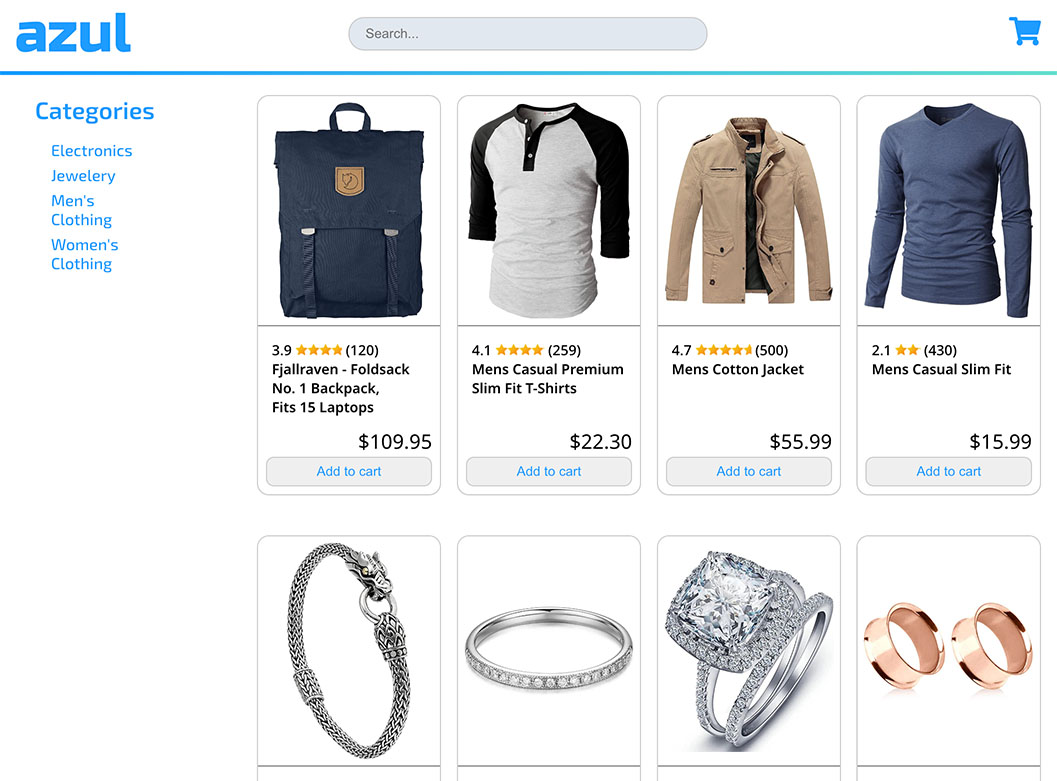 azul
Search...
Categories
Electronics
Jewelery
Men's
Clothing
Women's
Clothing
3.9 (120)
Fjallraven - Foldsack
No. 1 Backpack,
Fits 15 Laptops
$109.95
Add to cart
4.1 (259)
Mens Casual Premium
Slim Fit T-Shirts
$22.30
Add to cart
4.7 (500)
Mens Cotton Jacket
$55.99
Add to cart
2.1 (430)
Mens Casual Slim Fit
$15.99
Add to cart